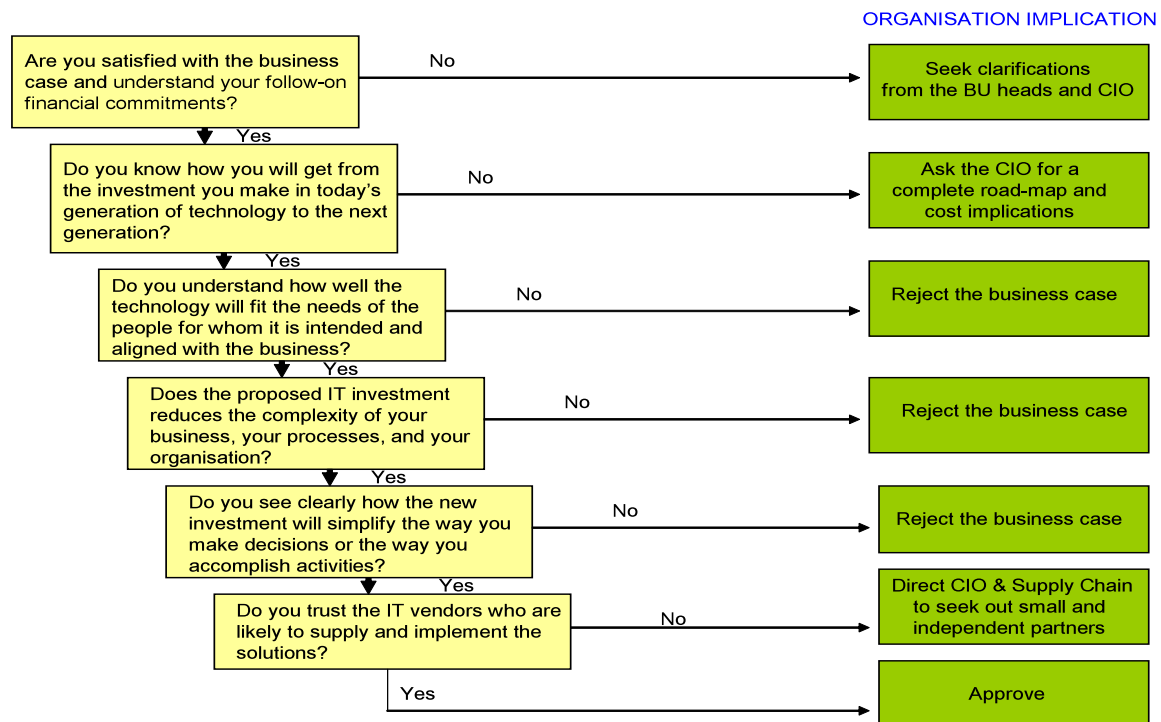 ORGANISATION IMPLICATION
Are you satisfied with the business
case and understand your follow-on
financial commitments?
No
Seek clarifications
from the BU heads and CIO
Yes
Do you know how you will get from
the investment you make in today's
generation of technology to the next
generation?
No
Ask the CIO for a
complete road-map and
cost implications
Yes
Do you understand how well the
technology will fit the needs of the
people for whom it is intended and
aligned with the business?
No
Reject the business case
Yes
Does the proposed IT investment
reduces the complexity of your
business, your processes, and your
organisation?
No
Reject the business case
Yes
Do you see clearly how the new
investment will simplify the way you
make decisions or the way you
accomplish activities?
No
Reject the business case
Yes
Do you trust the IT vendors who are
likely to supply and implement the
solutions?
No
Direct CIO & Supply Chain
to seek out small and
independent partners
Yes
Approve